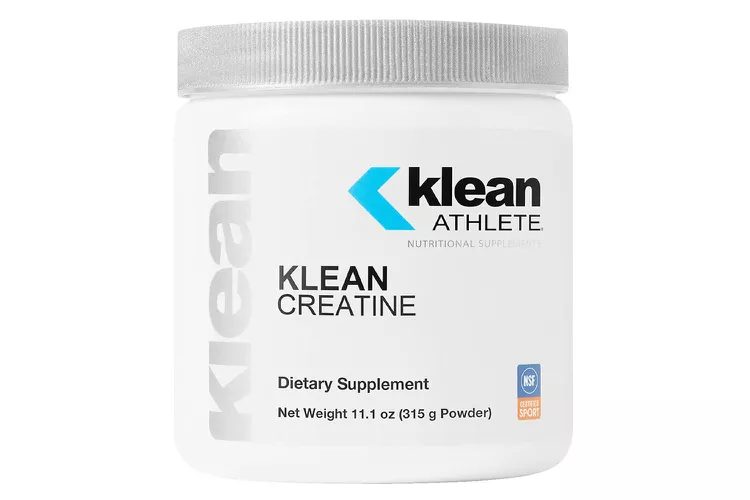 klean
klean
ATHLETE®
NUTRITIONAL SUPPLEMENTS
KLEAN
CREATINE
Dietary Supplement
Net Weight 11.1 oz (315 g Powder)
NSF
CERTIFIED
SPORT